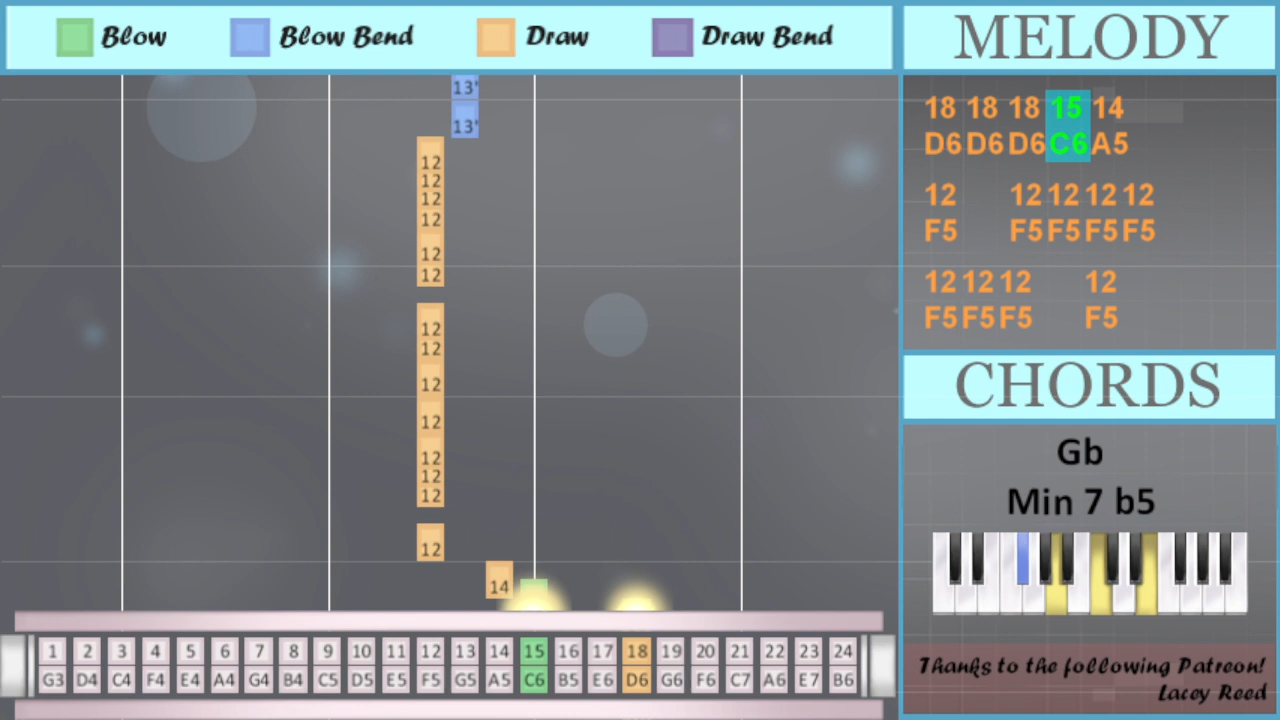 Blow Blow Bend Draw Draw Bend
MELODY
18 18 18 15 14
D6 D6 D6 C6 A5
12 12 12 12 12
F5 F5 F5 F5 F5
12 12 12 12
F5 F5 F5 F5
CHORDS
Gb
Min 7 b5
Thanks to the following Patreon!
Lacey Reed
13'
13'
12
12
12
12
12
12
12
12
12
12
12
12
12
12
14
1 2 3 4 5 6 7 8 9 10 11 12 13 14 15 16 17 18 19 20 21 22 23 24
G3 D4 C4 F4 E4 A4 G4 B4 C5 D5 E5 F5 G5 A5 C6 B5 E6 D6 G6 F6 C7 A6 E7 B6